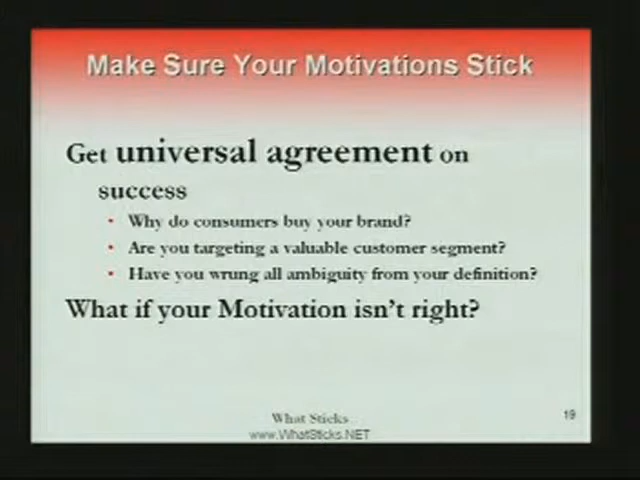 Make Sure Your Motivations Stick
Get universal agreement on
success
• Why do consumers buy your brand?
• Are you targeting a valuable customer segment?
• Have you wrung all ambiguity from your definition?
What if your Motivation isn't right?
What Sticks
www.WhatSticks.NET
19